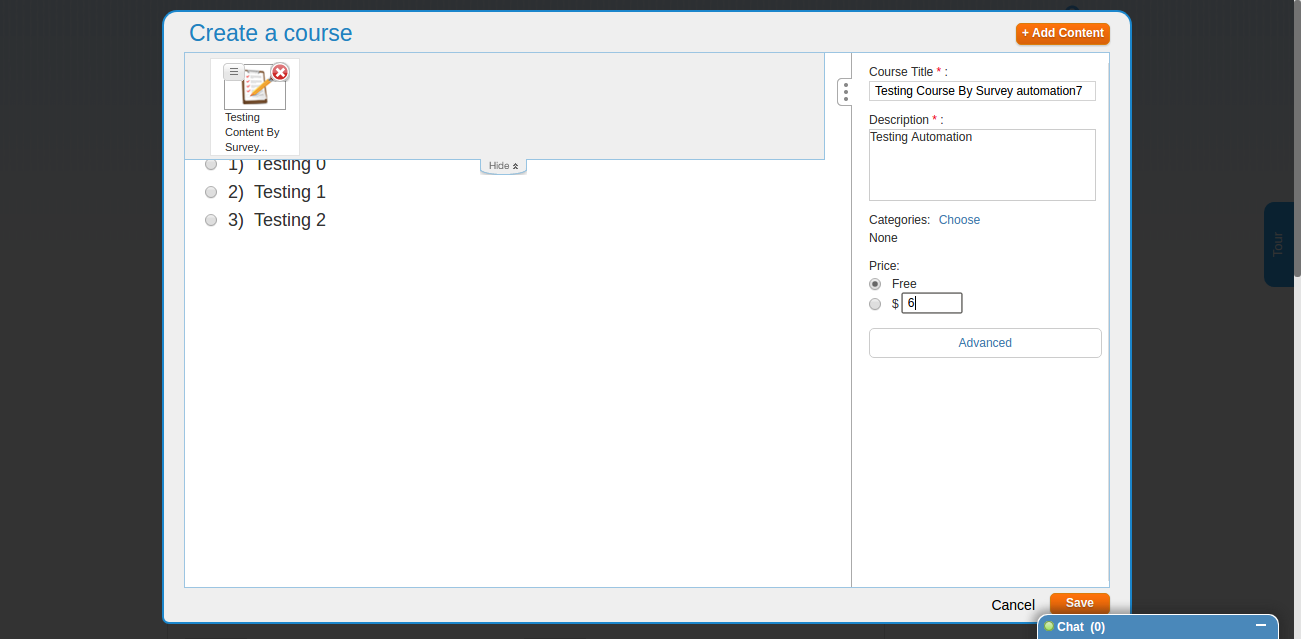 Create a course
+ Add Content
Testing
Content By
Survey...
Hide
1) Testing 0
2) Testing 1
3) Testing 2
Course Title * :
Testing Course By Survey automation7
Description * :
Testing Automation
Categories: Choose
None
Price:
Free
$ 6
Advanced
Tour
Cancel
Save
Chat (0)